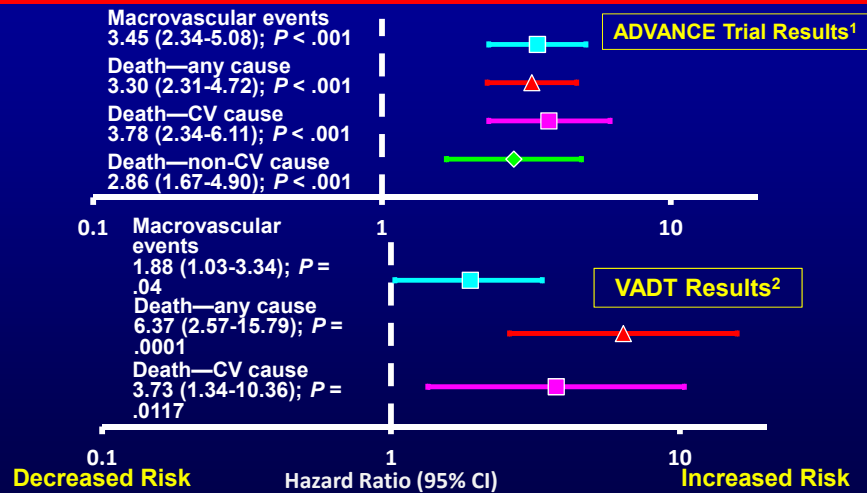 Macrovascular events
3.45 (2.34-5.08); P < .001
ADVANCE Trial Results1
Death—any cause
3.30 (2.31-4.72); P < .001
Death—CV cause
3.78 (2.34-6.11); P < .001
Death—non-CV cause
2.86 (1.67-4.90); P < .001
0.1 1 10
Macrovascular
events
1.88 (1.03-3.34); P =
.04
VADT Results2
Death—any cause
6.37 (2.57-15.79); P =
.0001
Death—CV cause
3.73 (1.34-10.36); P =
.0117
0.1 1 10
Decreased Risk Hazard Ratio (95% CI) Increased Risk